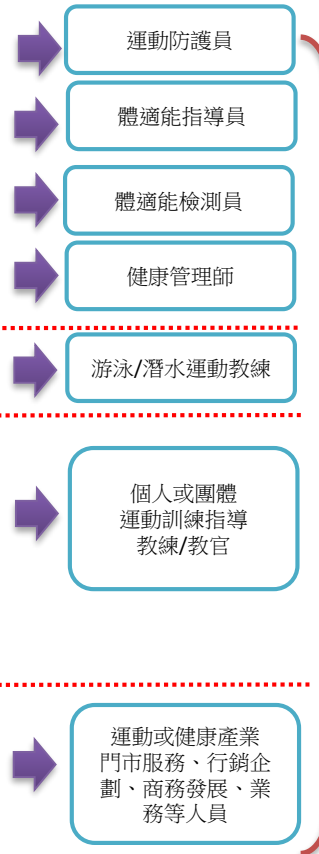 運動防護員
體適能指導員
體適能檢測員
健康管理師
游泳/潛水運動教練
個人或團體
運動訓練指導
教練/教官
運動或健康產業
門市服務、行銷企
劃、商務發展、業
務等人員